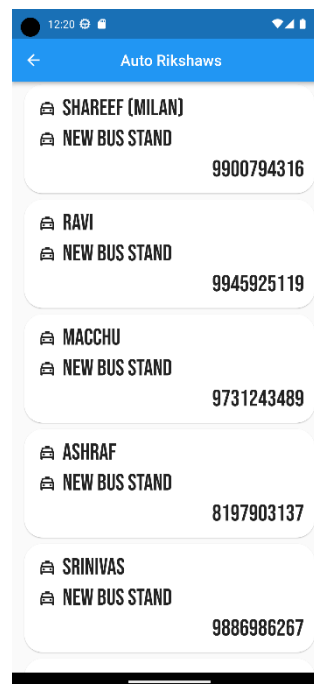 12:20
Auto Rikshaws
SHAREEF (MILAN)
NEW BUS STAND
9900794316
RAVI
NEW BUS STAND
9945925119
MACCHU
NEW BUS STAND
9731243489
ASHRAF
NEW BUS STAND
8197903137
SRINIVAS
NEW BUS STAND
9886986267